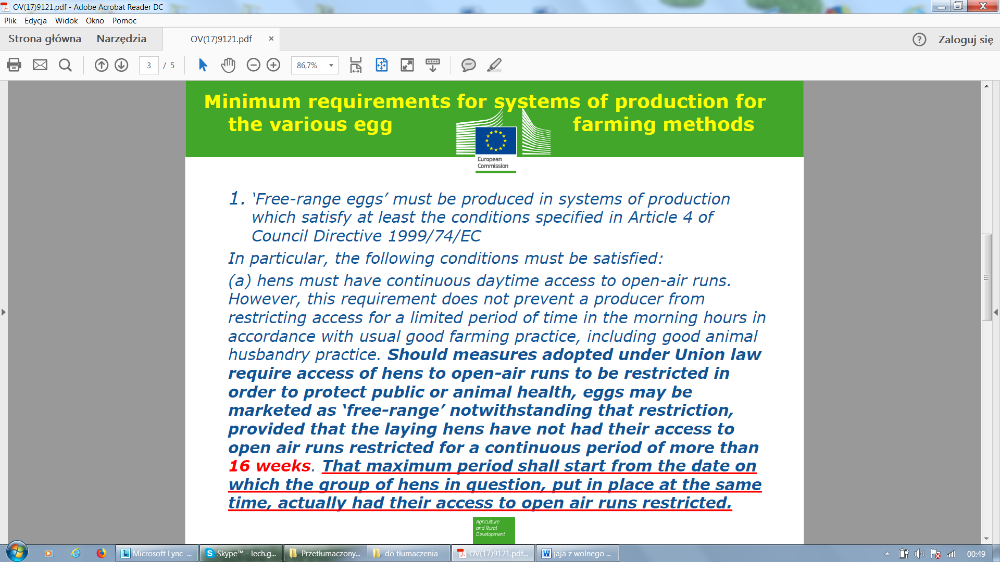 OV(17)9121.pdf - Adobe Acrobat Reader DC
Plik Edycja Widok Okno Pomoc
Strona główna Narzędzia OV(17)9121.pdf × ? Zaloguj się
3 / 5 86,7%
Minimum requirements for systems of production for
the various egg farming methods
European
Commission
1. ‘Free-range eggs’ must be produced in systems of production
which satisfy at least the conditions specified in Article 4 of
Council Directive 1999/74/EC
In particular, the following conditions must be satisfied:
(a) hens must have continuous daytime access to open-air runs.
However, this requirement does not prevent a producer from
restricting access for a limited period of time in the morning hours in
accordance with usual good farming practice, including good animal
husbandry practice. Should measures adopted under Union law
require access of hens to open-air runs to be restricted in
order to protect public or animal health, eggs may be
marketed as ‘free-range’ notwithstanding that restriction,
provided that the laying hens have not had their access to
open air runs restricted for a continuous period of more than
16 weeks. That maximum period shall start from the date on
which the group of hens in question, put in place at the same
time, actually had their access to open air runs restricted.
Agriculture
and Rural
Development
Microsoft Lync ... Skype™ - lech.g... Przetłumaczony... do tłumaczenia OV(17)9121.pdf... jaja z wolnego ... 00:49